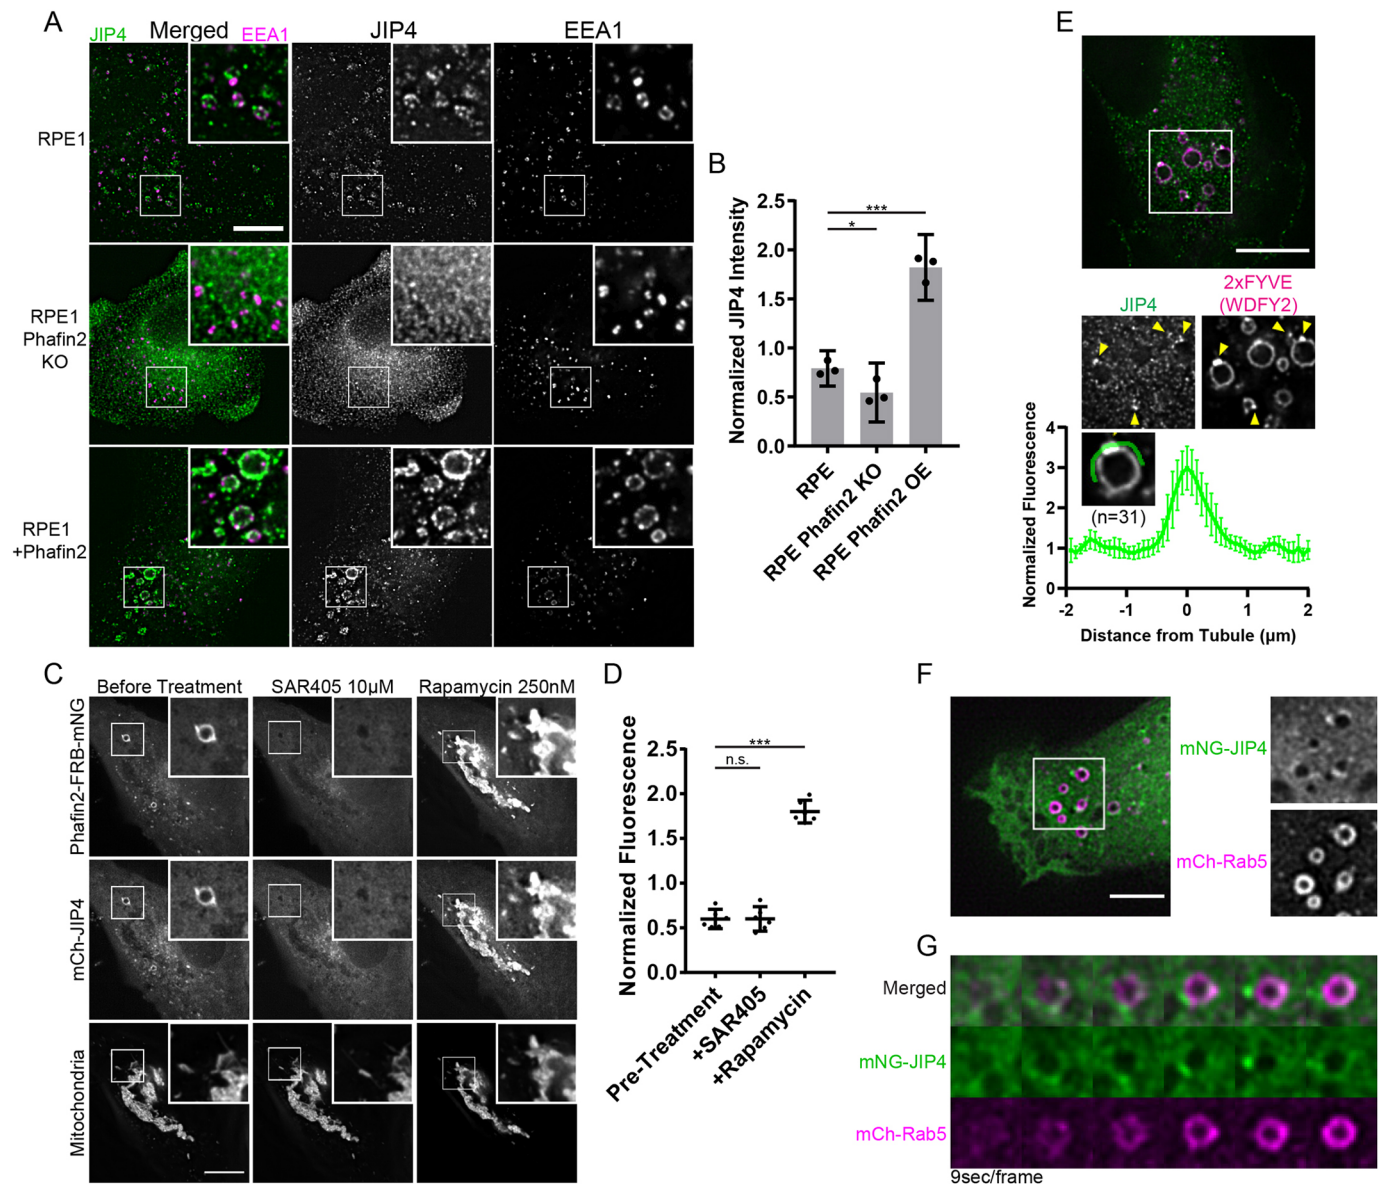 A
JIP4 Merged EEA1
JIP4
EEA1
RPE1
RPE1
Phafin2
KO
RPE1
+Phafin2
B
Normalized JIP4 Intensity
2.5
2.0
1.5
1.0
0.5
0.0
***
*
RPE
RPE Phafin2 KO
RPE Phafin2 OE
C
Before Treatment
SAR405 10µM
Rapamycin 250nM
Phafin2-FRB-mNG
mCh-JIP4
Mitochondria
D
Normalized Fluorescence
2.5
2.0
1.5
1.0
0.5
0.0
***
n.s.
Pre-Treatment
+SAR405
+Rapamycin
E
JIP4
2xFYVE
(WDFY2)
Normalized Fluorescence
4
3
2
1
0
(n=31)
-2 -1 0 1 2
Distance from Tubule (µm)
F
mNG-JIP4
mCh-Rab5
G
Merged
mNG-JIP4
mCh-Rab5
9sec/frame